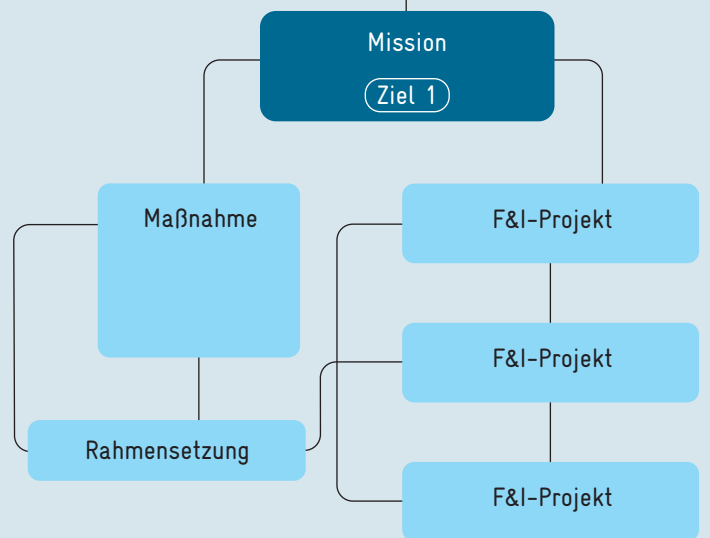 Mission
Ziel 1
Maßnahme
F&I-Projekt
F&I-Projekt
Rahmensetzung
F&I-Projekt